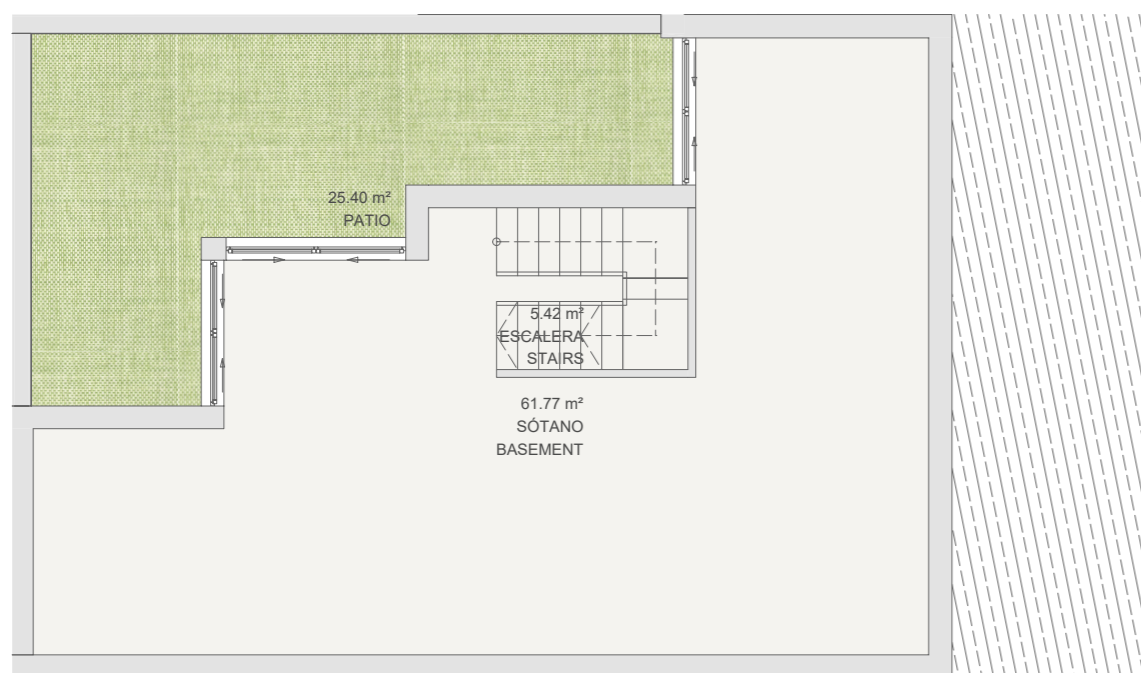 25.40 m²
PATIO
5.42 m²
ESCALERA
STAIRS
61.77 m²
SÓTANO
BASEMENT